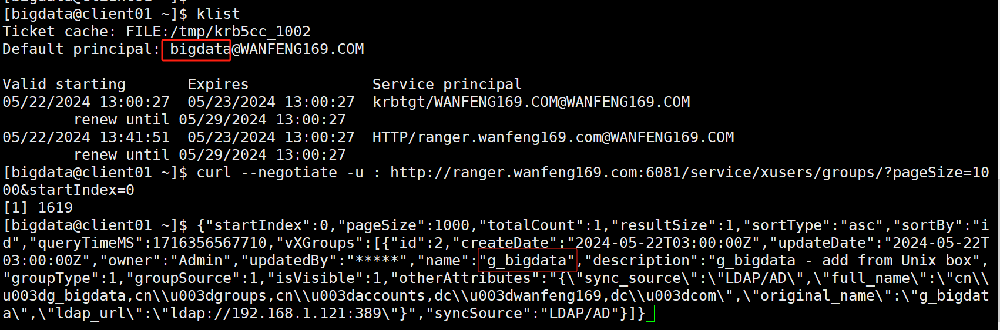 [bigdata@client01 ~]$
[bigdata@client01 ~]$ klist
Ticket cache: FILE:/tmp/krb5cc_1002
Default principal: bigdata@WANFENG169.COM
Valid starting       Expires              Service principal
05/22/2024 13:00:27  05/23/2024 13:00:27  krbtgt/WANFENG169.COM@WANFENG169.COM
        renew until 05/29/2024 13:00:27
05/22/2024 13:41:51  05/23/2024 13:00:27  HTTP/ranger.wanfeng169.com@WANFENG169.COM
        renew until 05/29/2024 13:00:27
[bigdata@client01 ~]$ curl --negotiate -u : http://ranger.wanfeng169.com:6081/service/xusers/groups/?pageSize=10
00&startIndex=0
[1] 1619
[bigdata@client01 ~]$ {"startIndex":0,"pageSize":1000,"totalCount":1,"resultSize":1,"sortType":"asc","sortBy":"i
d","queryTimeMS":1716356567710,"vXGroups":[{"id":2,"createDate":"2024-05-22T03:00:00Z","updateDate":"2024-05-22T
03:00:00Z","owner":"Admin","updatedBy":"*****","name":"g_bigdata","description":"g_bigdata - add from Unix box",
"groupType":1,"groupSource":1,"isVisible":1,"otherAttributes":"{\"sync_source\":\"LDAP/AD\",\"full_name\":\"cn\\
u003dg_bigdata,cn\\u003dgroups,cn\\u003daccounts,dc\\u003dwanfeng169,dc\\u003dcom\",\"original_name\":\"g_bigdat
a\",\"ldap_url\":\"ldap://192.168.1.121:389\"}","syncSource":"LDAP/AD"}]}